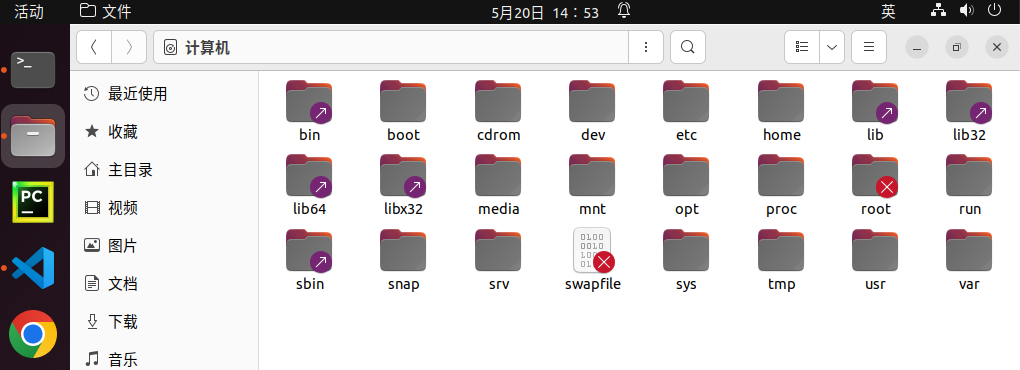 活动 文件 5月20日 14：53 英
计算机
最近使用
收藏
主目录
视频
图片
文档
下载
音乐
bin boot cdrom dev etc home lib lib32
lib64 libx32 media mnt opt proc root run
sbin snap srv swapfile sys tmp usr var
>_
PC
0100
0010